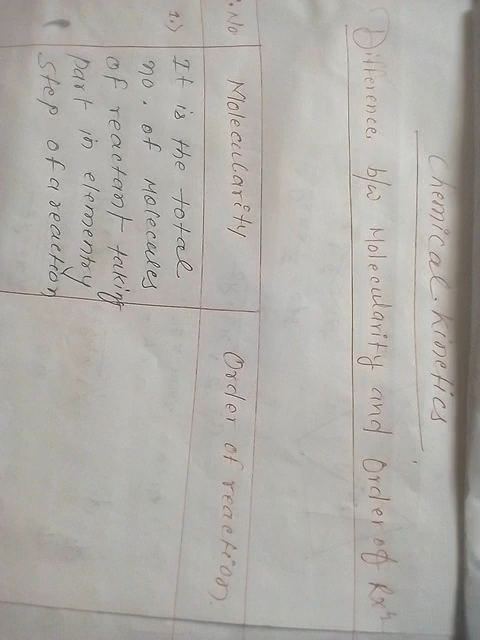 Chemical Kinetics
Difference b/w Molecularity and Order of Rxⁿ
. No
Molecularity
Order of reaction.
1.)
It is the total
no. of molecules
of reactant taking
part in elementry
step of a reaction